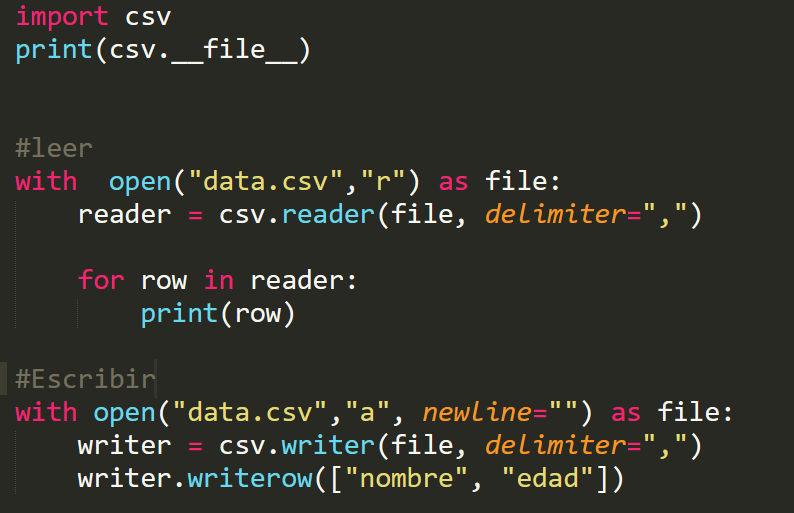 import csv
print(csv.__file__)
#leer
with  open("data.csv","r") as file:
    reader = csv.reader(file, delimiter=",")
    for row in reader:
        print(row)
#Escribir
with open("data.csv","a", newline="") as file:
    writer = csv.writer(file, delimiter=",")
    writer.writerow(["nombre", "edad"])